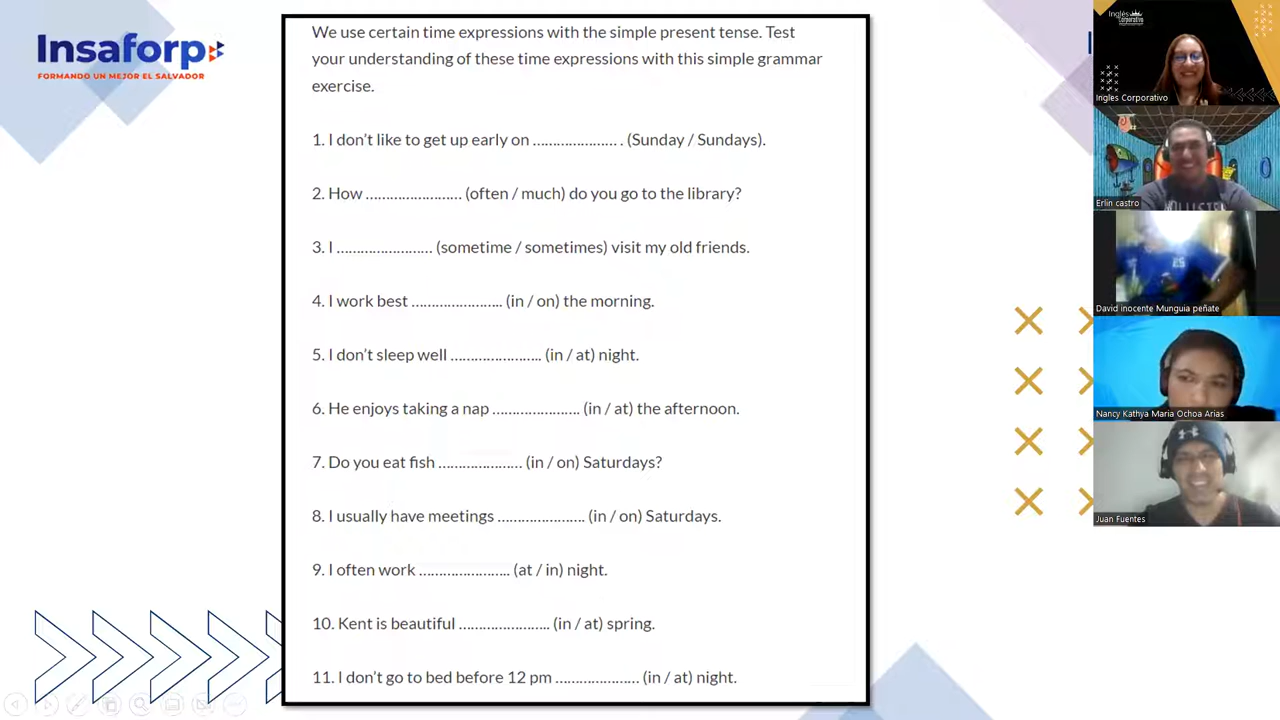 Insaforp
FORMANDO UN MEJOR EL SALVADOR
We use certain time expressions with the simple present tense. Test
your understanding of these time expressions with this simple grammar
exercise.
1. I don't like to get up early on ………………… . (Sunday / Sundays).
2. How …………………… (often / much) do you go to the library?
3. I …………………… (sometime / sometimes) visit my old friends.
4. I work best ………………….. (in / on) the morning.
5. I don't sleep well ………………….. (in / at) night.
6. He enjoys taking a nap …………………. (in / at) the afternoon.
7. Do you eat fish ………………… (in / on) Saturdays?
8. I usually have meetings …………………. (in / on) Saturdays.
9. I often work ………………….. (at / in) night.
10. Kent is beautiful ………………….. (in / at) spring.
11. I don't go to bed before 12 pm ………………… (in / at) night.
Inglés
Corporativo
Ingles Corporativo
Erlin castro
HOLLISTER
ES
David inocente Munguia peñate
Nancy Kathya Maria Ochoa Arias
Juan Fuentes